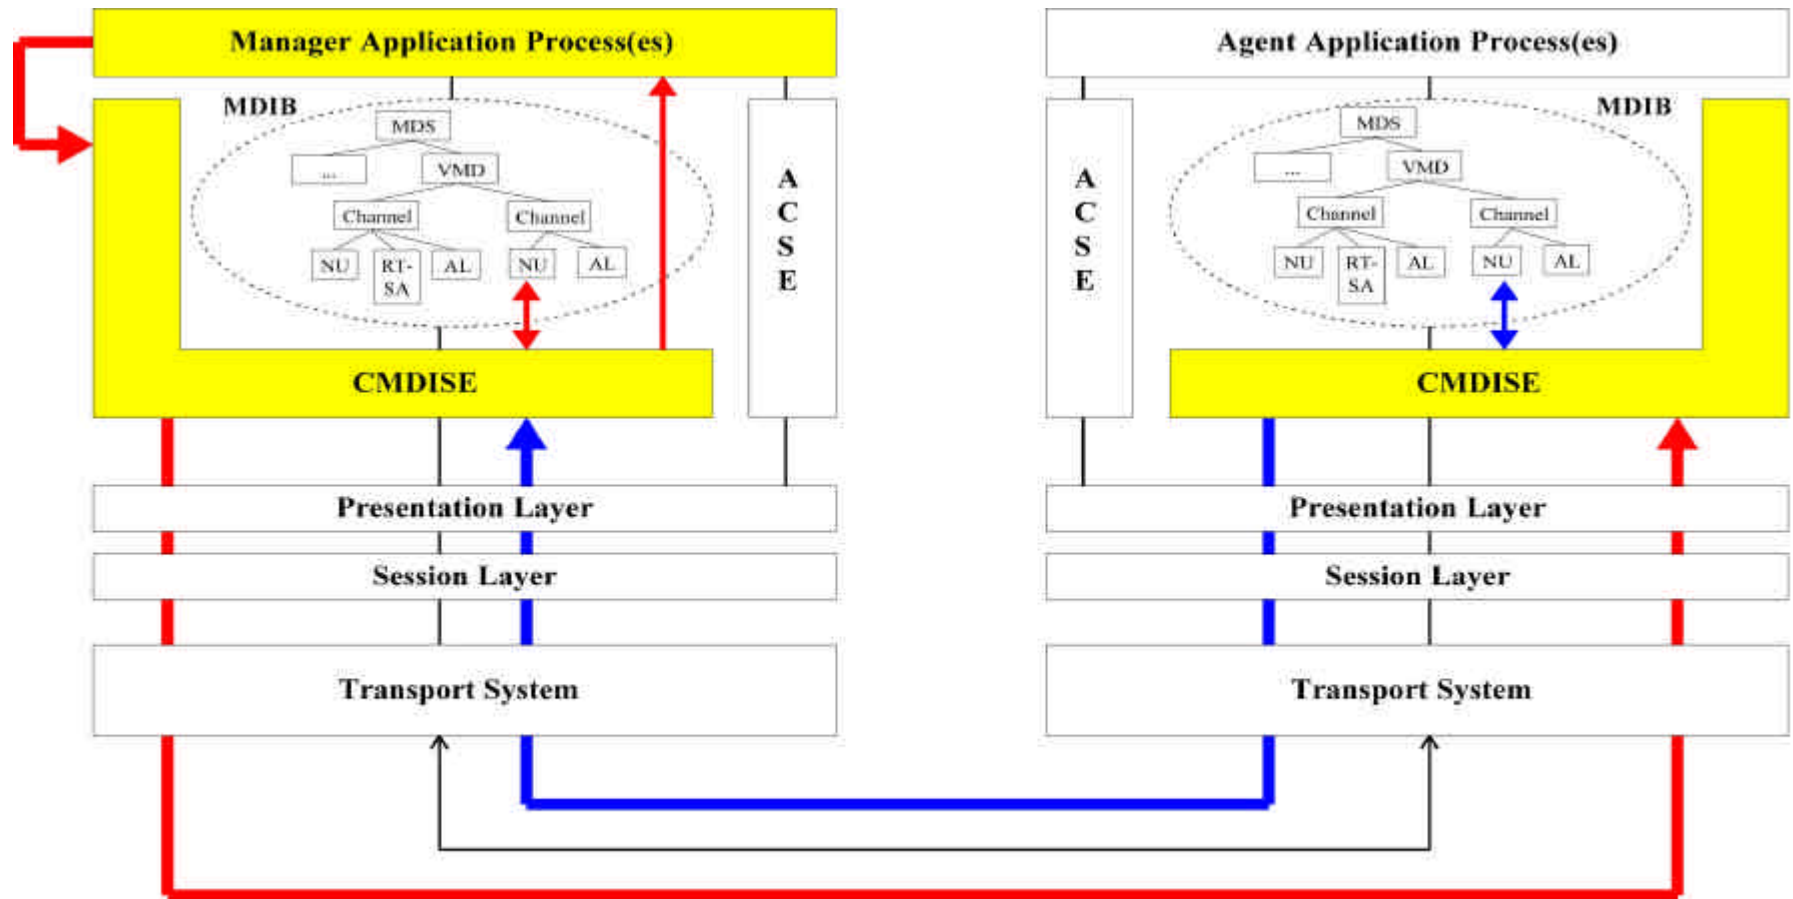 Manager Application Process(es)
MDIB
MDS
...
VMD
Channel
Channel
NU
RT-
SA
AL
NU
AL
A
C
S
E
CMDISE
Presentation Layer
Session Layer
Transport System
Agent Application Process(es)
MDIB
MDS
...
VMD
Channel
Channel
NU
RT-
SA
AL
NU
AL
A
C
S
E
CMDISE
Presentation Layer
Session Layer
Transport System